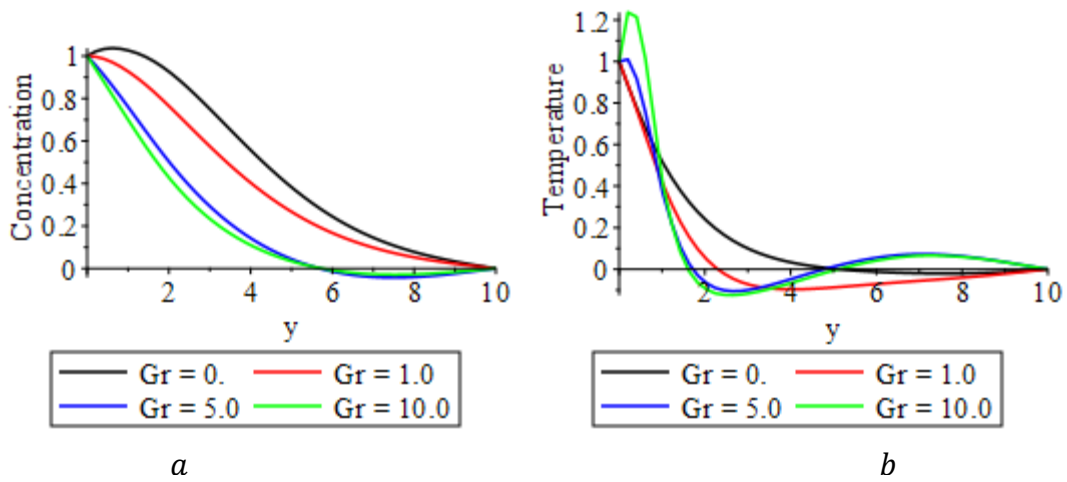 Concentration
1
0.8
0.6
0.4
0.2
0
2 4 6 8 10
y
Gr = 0. Gr = 1.0
Gr = 5.0 Gr = 10.0
a
Temperature
1.2
1
0.8
0.6
0.4
0.2
0
2 4 6 8 10
y
Gr = 0. Gr = 1.0
Gr = 5.0 Gr = 10.0
b